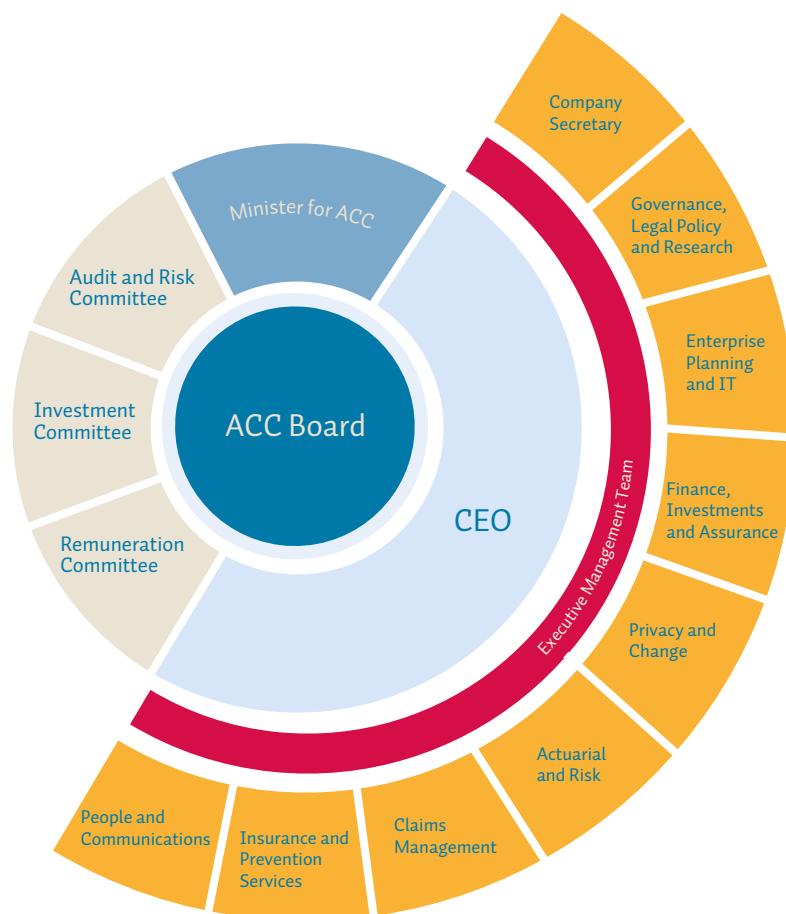 Company
Secretary
Governance,
Legal Policy
and Research
Enterprise
Planning
and IT
Finance,
Investments
and Assurance
Privacy and
Change
Actuarial
and Risk
Claims
Management
Insurance and
Prevention
Services
People and
Communications
Executive Management Team
Minister for ACC
Audit and Risk
Committee
Investment
Committee
Remuneration
Committee
ACC Board
CEO